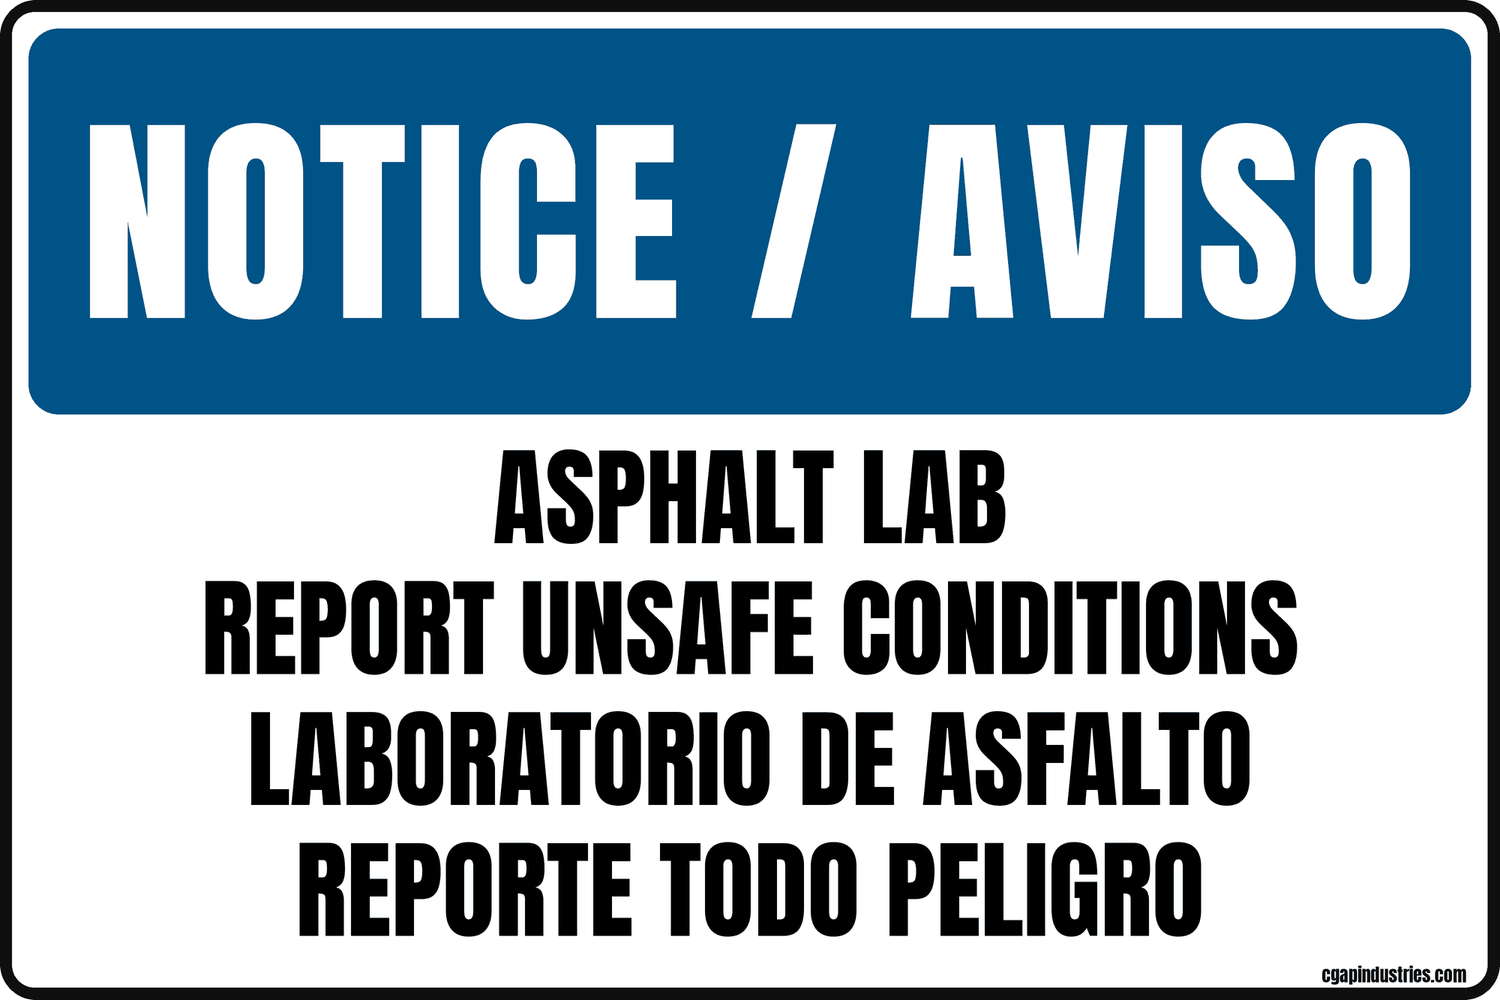 NOTICE / AVISO
ASPHALT LAB
REPORT UNSAFE CONDITIONS
LABORATORIO DE ASFALTO
REPORTE TODO PELIGRO
cgapindustries.com